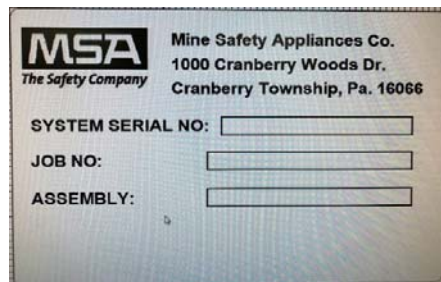 MSA
The Safety Company
Mine Safety Appliances Co.
1000 Cranberry Woods Dr.
Cranberry Township, Pa. 16066
SYSTEM SERIAL NO:
JOB NO:
ASSEMBLY: